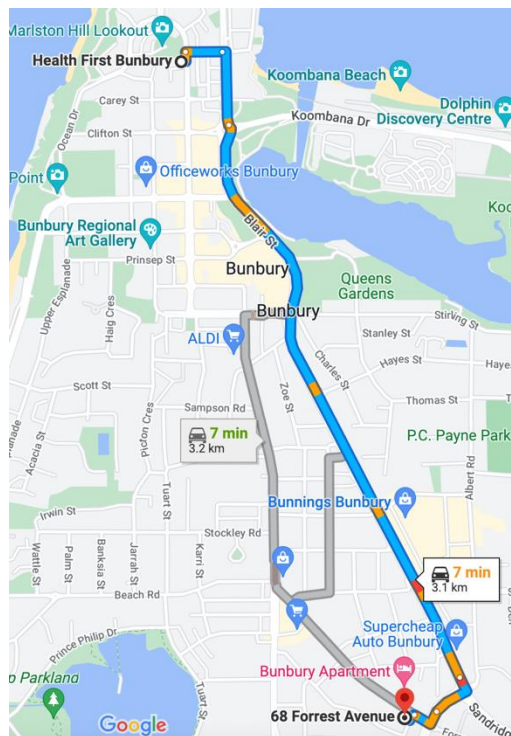 Marlston Hill Lookout
Health First Bunbury
Koombana Beach
Carey St
Ocean Dr
Koombana Dr
Dolphin
Discovery Centre
Clifton St
Point
Officeworks Bunbury
Koo
Blair St
Bunbury Regional
Art Gallery
Prinsep St
Bunbury
Upper Esplanade
Haig Cres
Queens
Gardens
Bunbury
Stirling St
ALDI
Stanley St
Charles St
Hayes St
Zoe St
Scott St
Picton Cres
Thomas St
Sampson Rd
7 min
3.2 km
P.C. Payne Park
Acacia St
Albert Rd
Tuart St
Bunnings Bunbury
Irwin St
Stockley Rd
Wattle St
Palm St
Banksia St
Jarrah St
Karri St
7 min
3.1 km
Beach Rd
Supercheap
Auto Bunbury
Prince Philip Dr
Bunbury Apartment
p Parkland
Tuart St
68 Forrest Avenue
Sandrido
Google